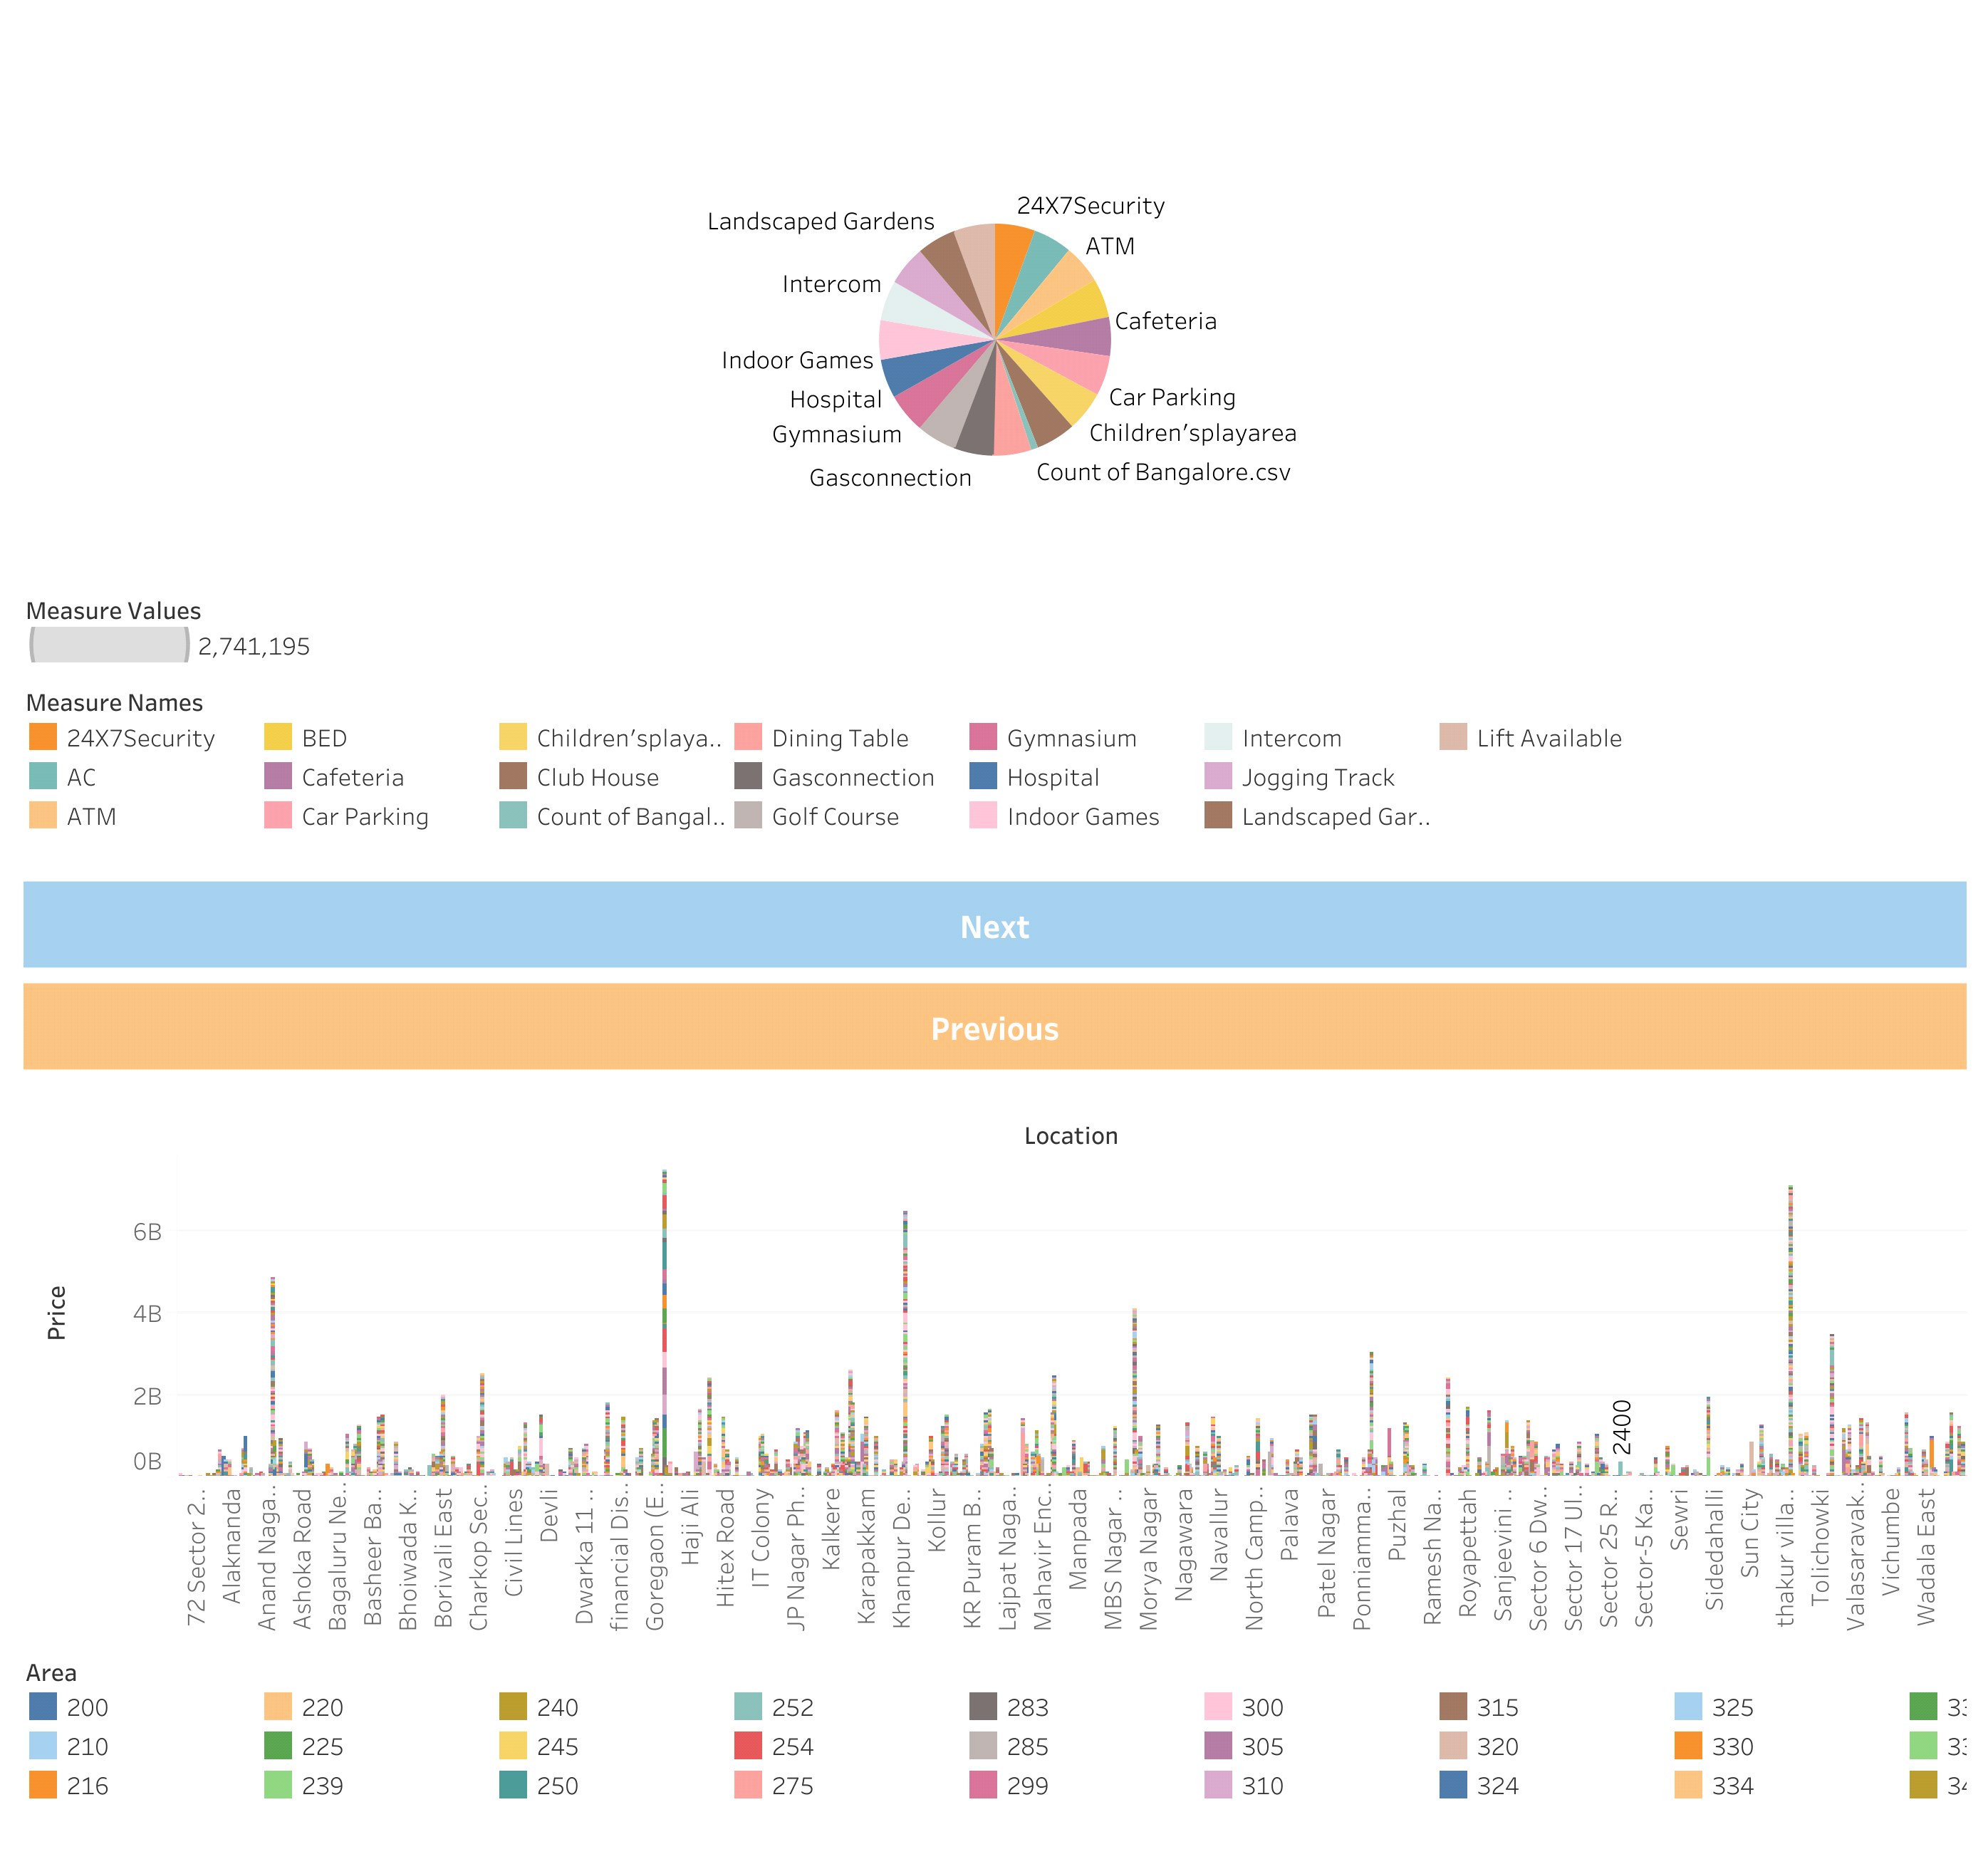 24X7Security
Landscaped Gardens
ATM
Intercom
Cafeteria
Indoor Games
Car Parking
Hospital
Children'splayarea
Gymnasium
Count of Bangalore.csv
Gasconnection
Measure Values
2,741,195
Measure Names
24X7Security BED Children'splaya.. Dining Table Gymnasium Intercom Lift Available
AC Cafeteria Club House Gasconnection Hospital Jogging Track
ATM Car Parking Count of Bangal.. Golf Course Indoor Games Landscaped Gar..
Next
Previous
Location
Price
6B
4B
2B
0B
2400
72 Sector 2..
Alaknanda
Anand Naga..
Ashoka Road
Bagaluru Ne..
Basheer Ba..
Bhoiwada K..
Borivali East
Charkop Sec..
Civil Lines
Devli
Dwarka 11 ..
financial Dis..
Goregaon (E..
Haji Ali
Hitex Road
IT Colony
JP Nagar Ph..
Kalkere
Karapakkam
Khanpur De..
Kollur
KR Puram B..
Lajpat Naga..
Mahavir Enc..
Manpada
MBS Nagar ..
Morya Nagar
Nagawara
Navallur
North Camp..
Palava
Patel Nagar
Ponniamma..
Puzhal
Ramesh Na..
Royapettah
Sanjeevini ..
Sector 6 Dw..
Sector 17 Ul..
Sector 25 R..
Sector-5 Ka..
Sewri
Sidedahalli
Sun City
thakur villa..
Tolichowki
Valasaravak..
Vichumbe
Wadala East
Area
200 220 240 252 283 300 315 325
210 225 245 254 285 305 320 330
216 239 250 275 299 310 324 334